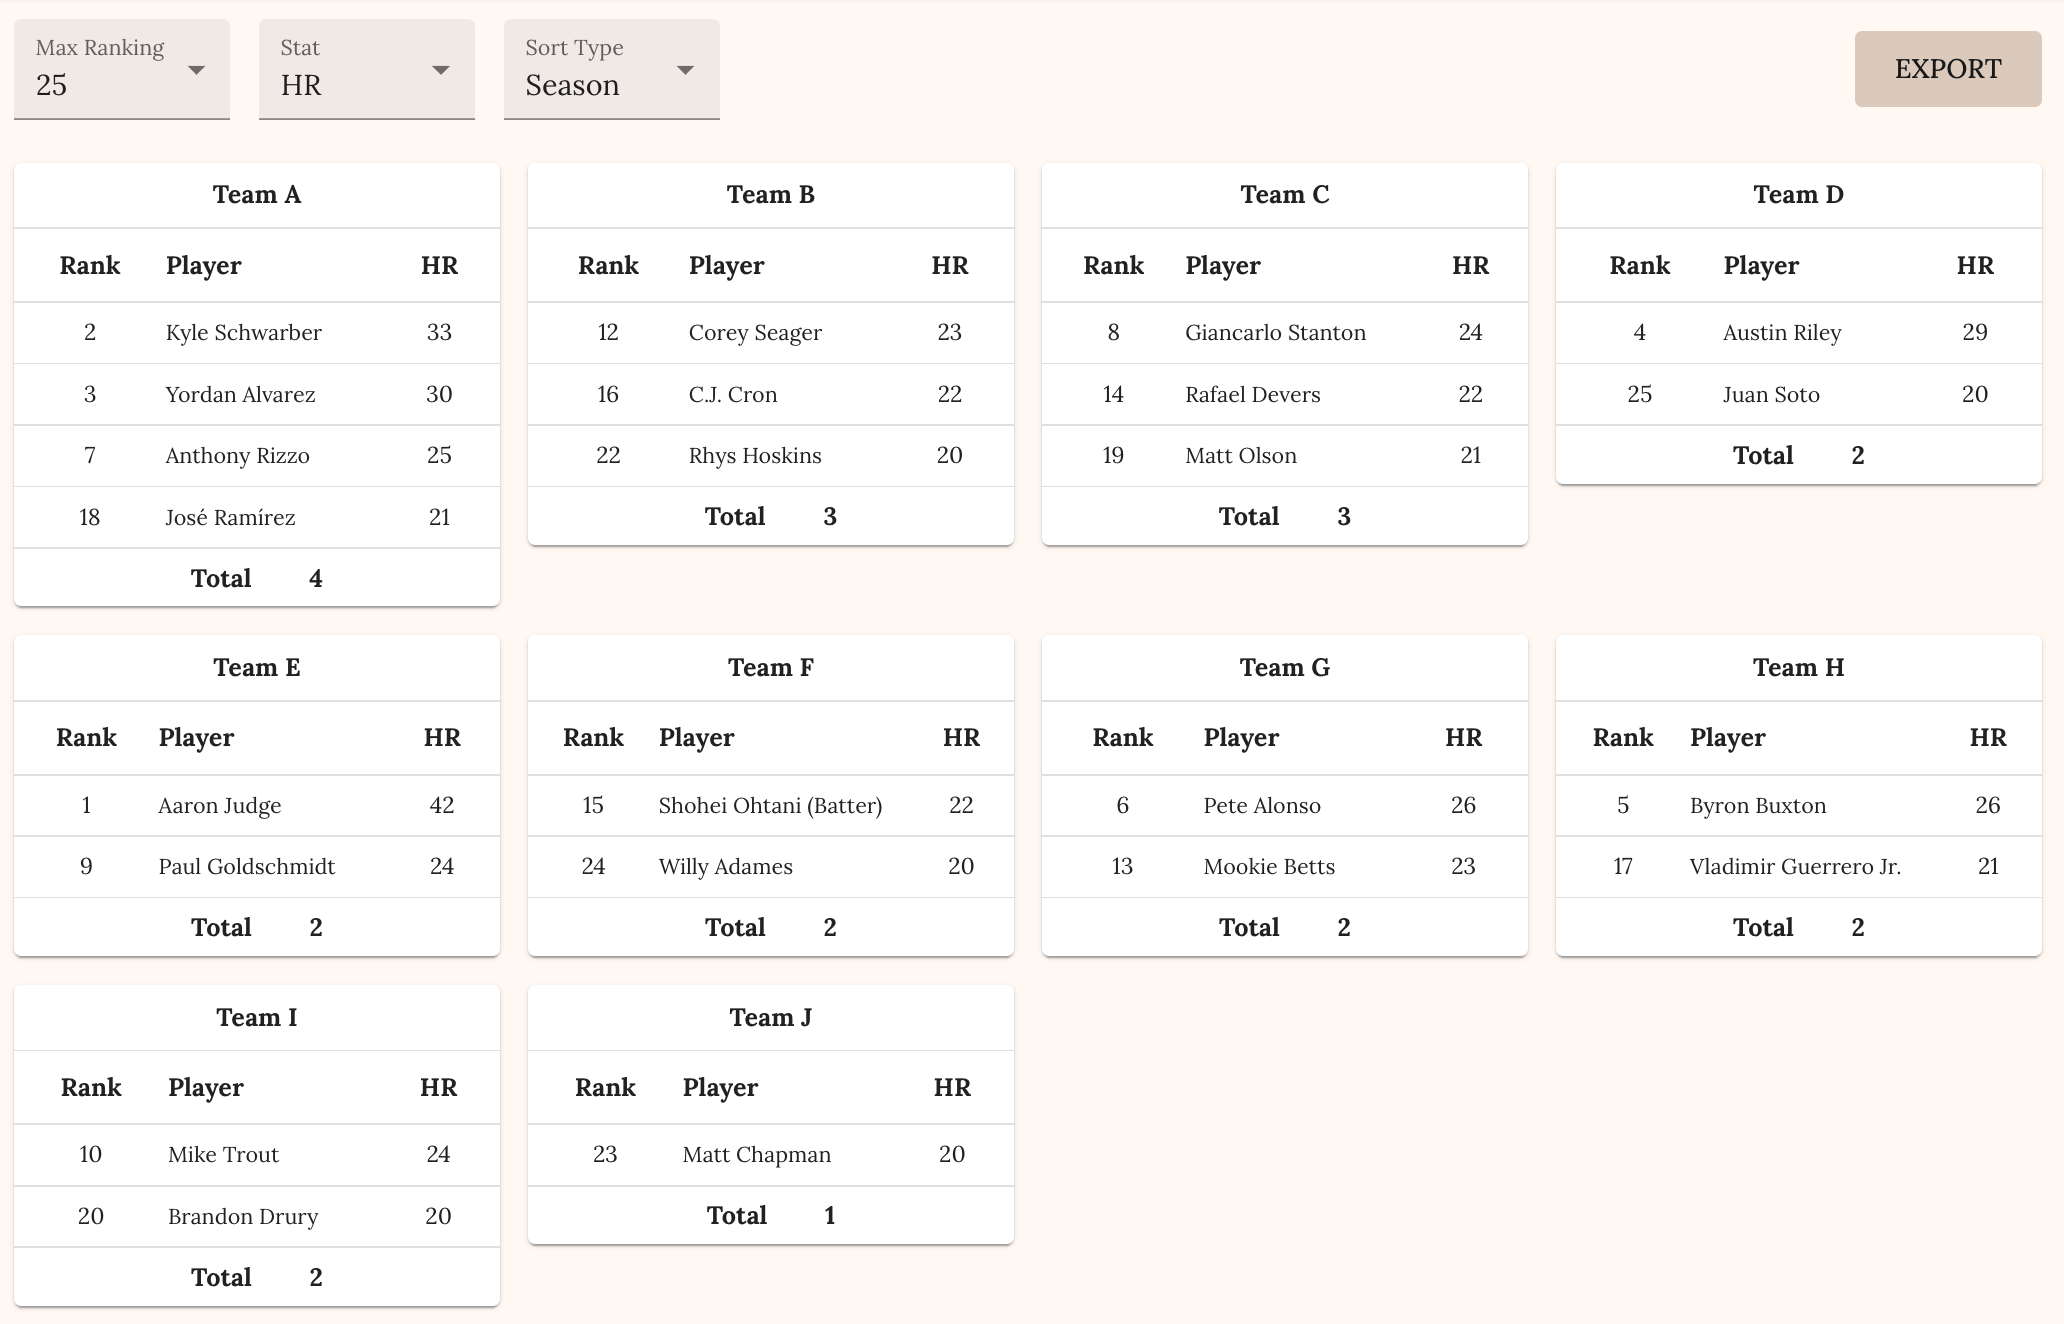 Max Ranking
25
Stat
HR
Sort Type
Season
EXPORT
Team A
Rank Player HR
2 Kyle Schwarber 33
3 Yordan Alvarez 30
7 Anthony Rizzo 25
18 José Ramírez 21
Total 4
Team B
Rank Player HR
12 Corey Seager 23
16 C.J. Cron 22
22 Rhys Hoskins 20
Total 3
Team C
Rank Player HR
8 Giancarlo Stanton 24
14 Rafael Devers 22
19 Matt Olson 21
Total 3
Team D
Rank Player HR
4 Austin Riley 29
25 Juan Soto 20
Total 2
Team E
Rank Player HR
1 Aaron Judge 42
9 Paul Goldschmidt 24
Total 2
Team F
Rank Player HR
15 Shohei Ohtani (Batter) 22
24 Willy Adames 20
Total 2
Team G
Rank Player HR
6 Pete Alonso 26
13 Mookie Betts 23
Total 2
Team H
Rank Player HR
5 Byron Buxton 26
17 Vladimir Guerrero Jr. 21
Total 2
Team I
Rank Player HR
10 Mike Trout 24
20 Brandon Drury 20
Total 2
Team J
Rank Player HR
23 Matt Chapman 20
Total 1